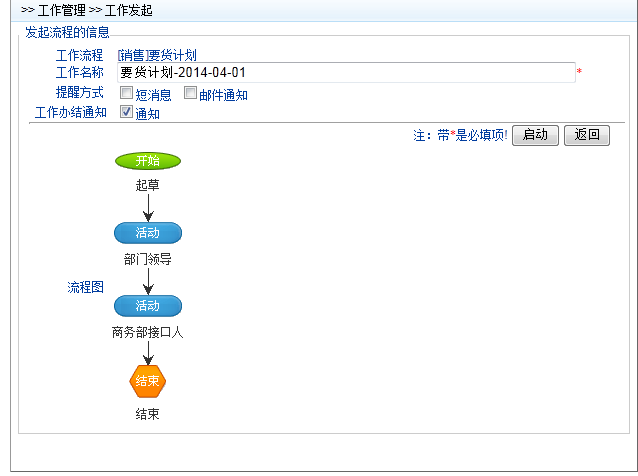 >> 工作管理 >> 工作发起
发起流程的信息
工作流程 [销售]要货计划
工作名称 要货计划-2014-04-01 *
提醒方式 短消息 邮件通知
工作办结通知 通知
注：带*是必填项! 启动 返回
开始
起草
活动
部门领导
流程图
活动
商务部接口人
结束
结束